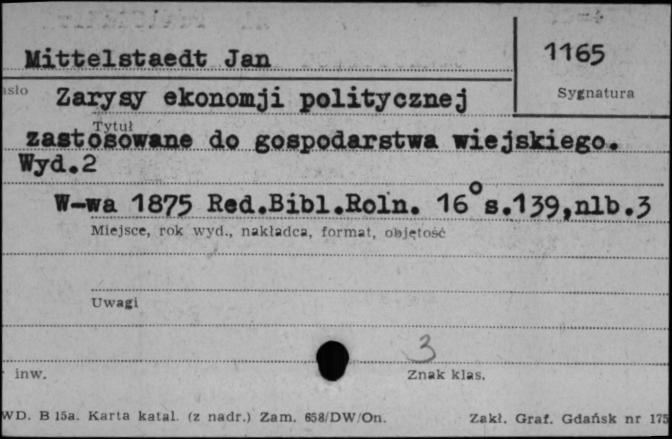 Mittelstaedt Jan
1165
Sygnatura
Zarysy ekonomji politycznej
Tytuł
zastosowane do gospodarstwa wiejskiego.
Wyd.2
W-wa 1875 Red.Bibl.Roln. 16° s.139,nlb.3
Miejsce, rok wyd., nakładca, format, objętość
Uwagi
3
inw.
Znak klas.
WD. B 15a. Karta katal. (z nadr.) Zam. 658/DW/On.
Zakł. Graf. Gdańsk nr 175